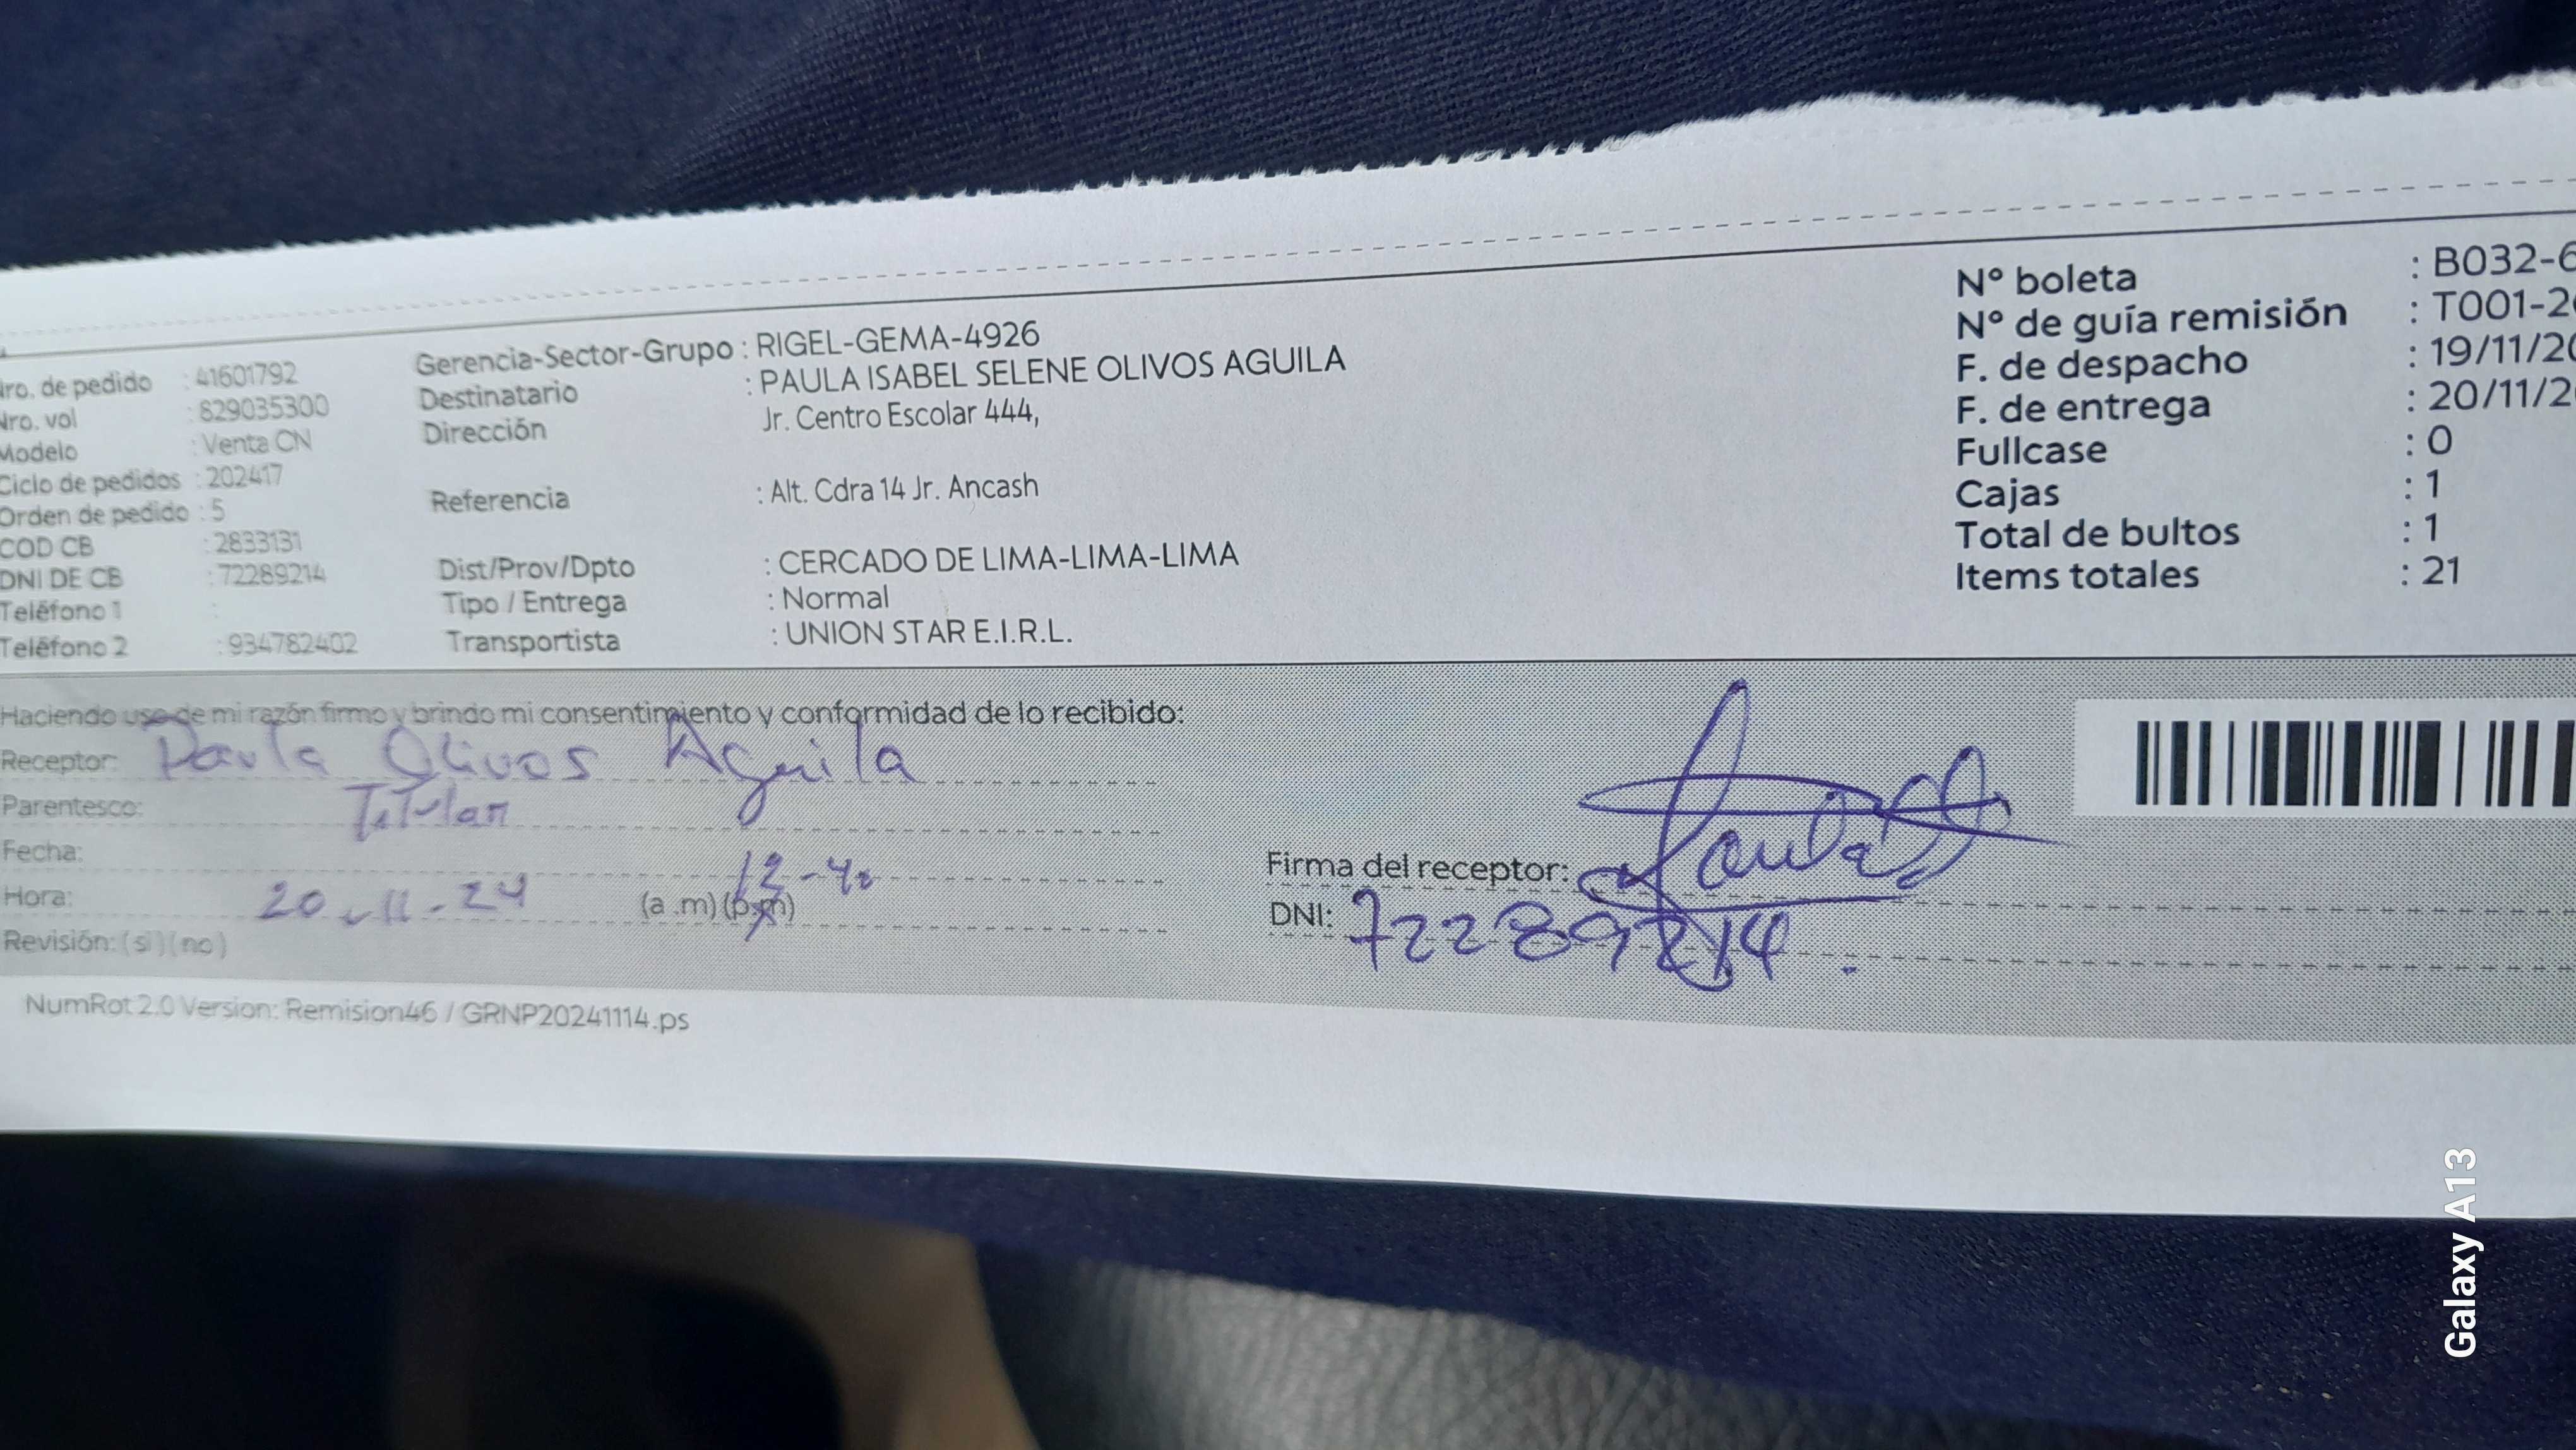 Nro. de pedido : 41601792
Nro. vol : 829035300
Modelo : Venta CN
Ciclo de pedidos : 202417
Orden de pedido : 5
COD CB : 2833131
DNI DE CB : 72289214
Teléfono 1 :
Teléfono 2 : 934782402
Gerencia-Sector-Grupo : RIGEL-GEMA-4926
Destinatario : PAULA ISABEL SELENE OLIVOS AGUILA
Dirección Jr. Centro Escolar 444,
Referencia : Alt. Cdra 14 Jr. Ancash
Dist/Prov/Dpto : CERCADO DE LIMA-LIMA-LIMA
Tipo / Entrega : Normal
Transportista : UNION STAR E.I.R.L.
N° boleta : B032-6
N° de guía remisión : T001-2
F. de despacho : 19/11/20
F. de entrega : 20/11/2
Fullcase : 0
Cajas : 1
Total de bultos : 1
Items totales : 21
Haciendo uso de mi razón firmo y brindo mi consentimiento y conformidad de lo recibido:
Receptor: Paula Olivos Aguila
Parentesco: Titular
Fecha:
Hora: 20-11-24 (a .m) (p.m) 12-40
Revisión: (si) (no)
Firma del receptor: Paula
DNI: 72289214
NumRot 2.0 Version: Remision46 / GRNP20241114.ps
Galaxy A13